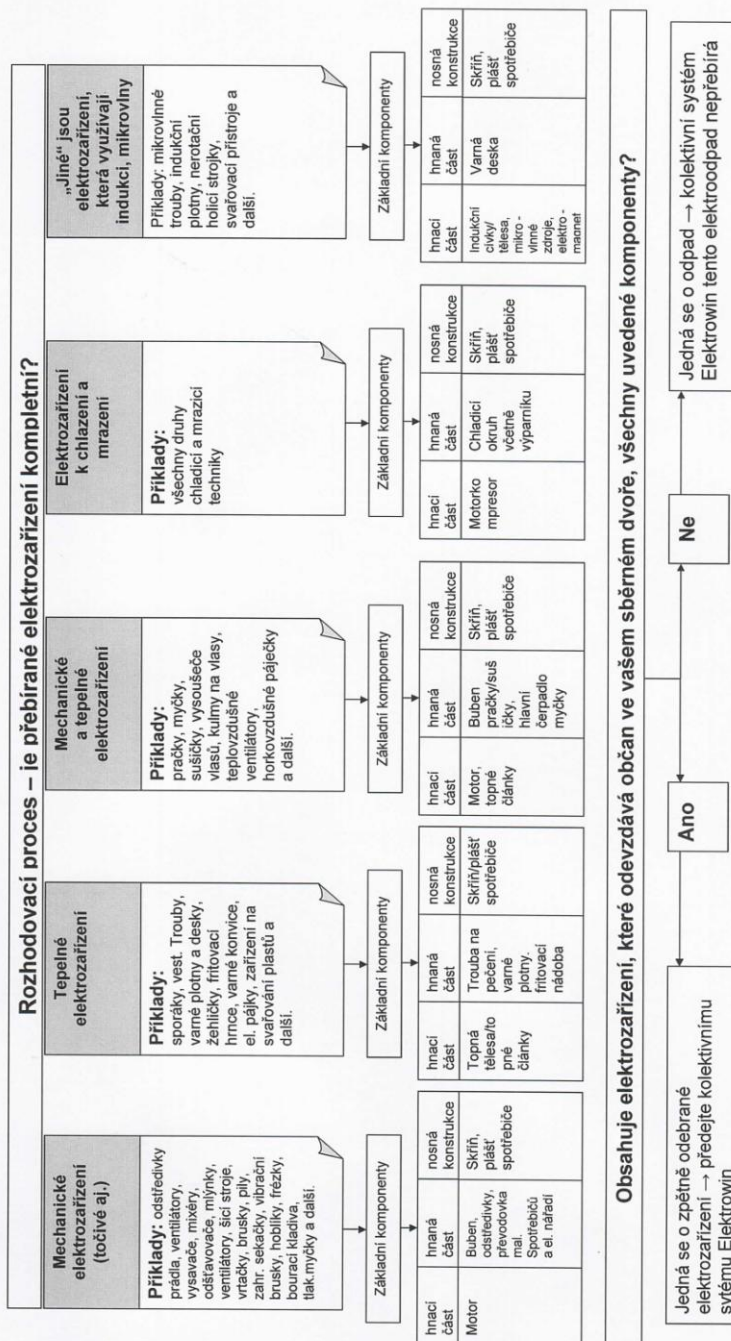 Rozhodovací proces – ie přebírané elektrozařízení kompletní?
Mechanické
elektrozařízení
(točivé aj.)
Příklady: odstředivky
prádla, ventilátory,
vysavače, mixéry,
odšťavovače, mlýnky,
ventilátory, šicí stroje,
vrtačky, brusky, pily,
zahr. sekačky, vibrační
brusky, hoblíky, frézky,
bourací kladiva,
tlak.myčky a další.
Základní komponenty
hnací
část
hnaná
část
nosná
konstrukce
Motor
Buben,
odstředivky,
převodovka
mal.
Spotřebičů
a el. nářadí
Skříň,
plášť
spotřebiče
Tepelné
elektrozařízení
Příklady:
sporáky, vest. Trouby,
varné plotny a desky,
žehličky, fritovací
hrnce, varné konvice,
el. pájky, zařízení na
svařování plastů a
další.
Základní komponenty
hnací
část
hnaná
část
nosná
konstrukce
Topná
tělesa/to
pné
články
Trouba na
pečení,
varné
plotny.
fritovací
nádoba
Skříň/plášť
spotřebiče
Mechanické
a tepelné
elektrozařízení
Příklady:
pračky, myčky,
sušičky, vysoušeče
vlasů, kulmy na vlasy,
teplovzdušné
ventilátory,
horkovzdušné páječky
a další.
Základní komponenty
hnací
část
hnaná
část
nosná
konstrukce
Motor,
topné
články
Buben
pračky/suš
ičky,
hlavní
čerpadlo
myčky
Skříň,
plášť
spotřebiče
Elektrozařízení
k chlazení a
mrazení
Příklady:
všechny druhy
chladicí a mrazicí
techniky
Základní komponenty
hnací
část
hnaná
část
nosná
konstrukce
Motorko
mpresor
Chladicí
okruh
včetně
výparníku
Skříň,
plášť
spotřebiče
„Jiné“ jsou
elektrozařízení,
která využívají
indukci, mikrovlny
Příklady: mikrovlnné
trouby, indukční
plotny, nerotační
holicí strojky,
svařovací přístroje a
další.
Základní komponenty
hnací
část
hnaná
část
nosná
konstrukce
Indukční
cívky/
tělesa,
mikro -
vlnné
zdroje,
elektro -
maonet
Varná
deska
Skříň,
plášť
spotřebiče
Obsahuje elektrozařízení, které odevzdává občan ve vašem sběrném dvoře, všechny uvedené komponenty?
Ano
Ne
Jedná se o zpětně odebrané
elektrozařízení → předejte kolektivnímu
sytému Elektrowin
Jedná se o odpad → kolektivní systém
Elektrowin tento elektroodpad nepřebírá